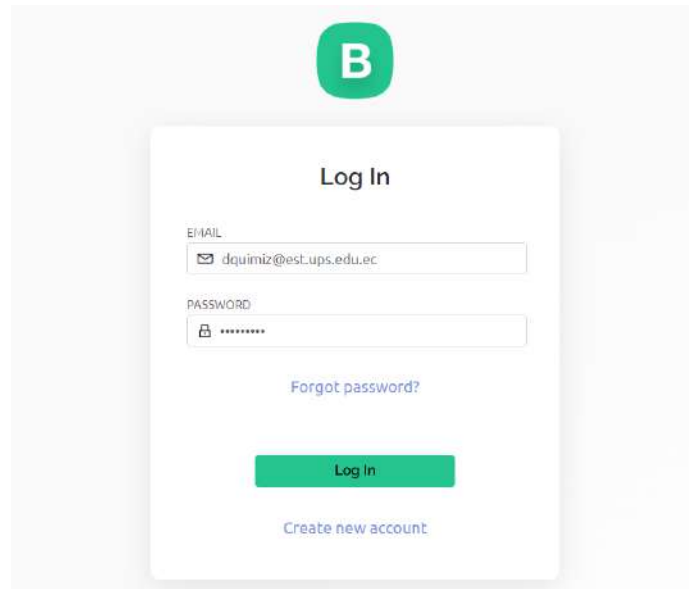 B
Log In
EMAIL
dquimiz@est.ups.edu.ec
PASSWORD
•••••••••
Forgot password?
Log In
Create new account